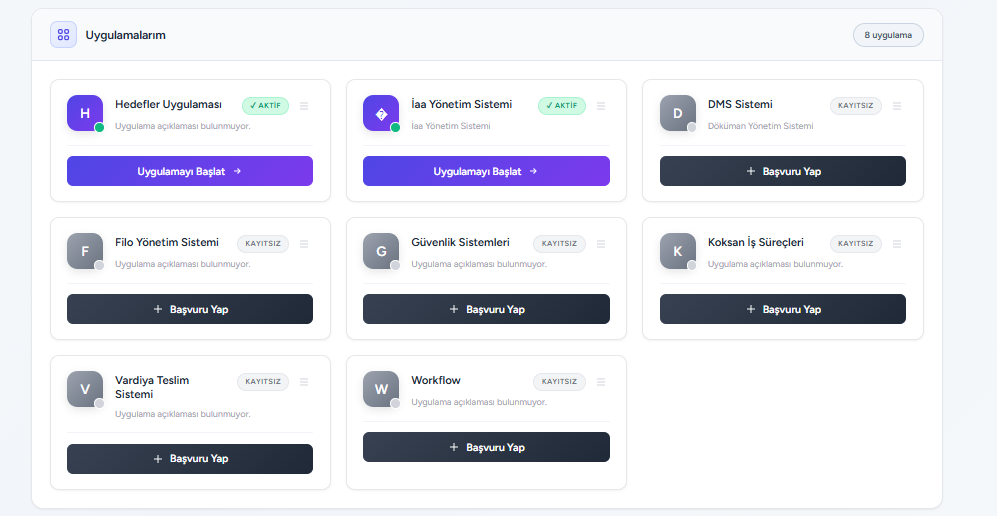 Uygulamalarım
8 uygulama
H
Hedefler Uygulaması
✓ AKTİF
Uygulama açıklaması bulunmuyor.
Uygulamayı Başlat →
�
İaa Yönetim Sistemi
✓ AKTİF
İaa Yönetim Sistemi
Uygulamayı Başlat →
D
DMS Sistemi
KAYITSIZ
Döküman Yönetim Sistemi
+ Başvuru Yap
F
Filo Yönetim Sistemi
KAYITSIZ
Uygulama açıklaması bulunmuyor.
+ Başvuru Yap
G
Güvenlik Sistemleri
KAYITSIZ
Uygulama açıklaması bulunmuyor.
+ Başvuru Yap
K
Koksan İş Süreçleri
KAYITSIZ
Uygulama açıklaması bulunmuyor.
+ Başvuru Yap
V
Vardiya Teslim
Sistemi
KAYITSIZ
Uygulama açıklaması bulunmuyor.
+ Başvuru Yap
W
Workflow
KAYITSIZ
Uygulama açıklaması bulunmuyor.
+ Başvuru Yap